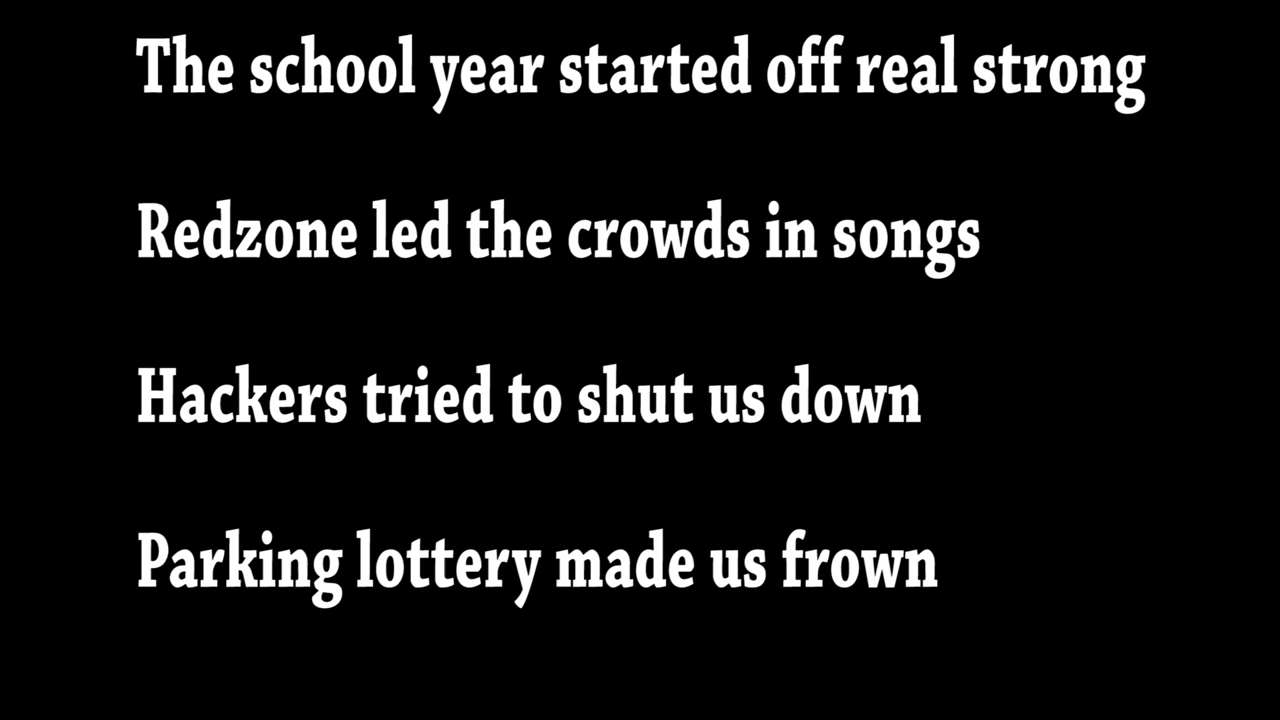 The school year started off real strong
Redzone led the crowds in songs
Hackers tried to shut us down
Parking lottery made us frown